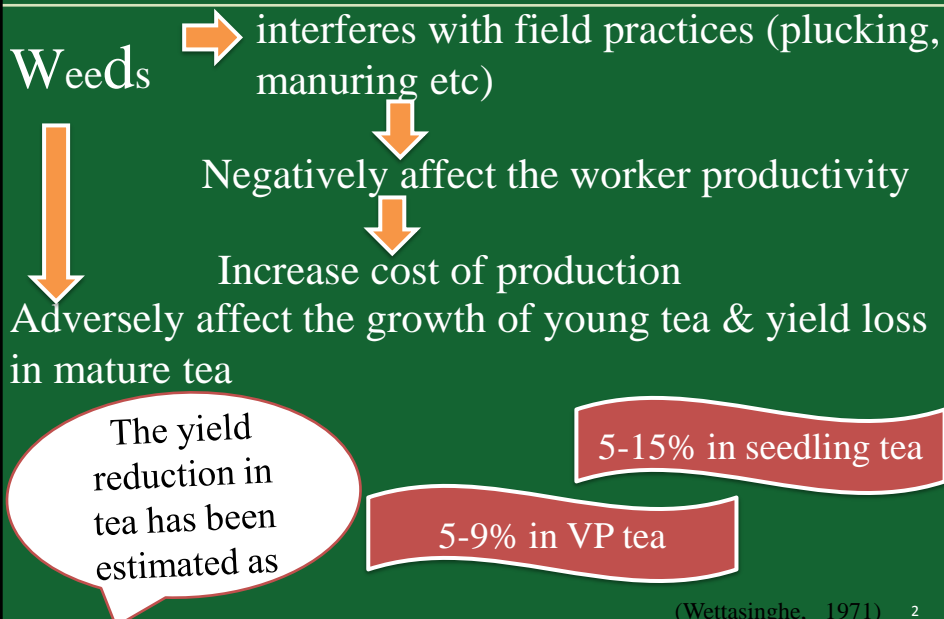 Weeds
interferes with field practices (plucking,
manuring etc)
Negatively affect the worker productivity
Increase cost of production
Adversely affect the growth of young tea & yield loss
in mature tea
The yield
reduction in
tea has been
estimated as
5-15% in seedling tea
5-9% in VP tea
(Wettasinghe, 1971) 2